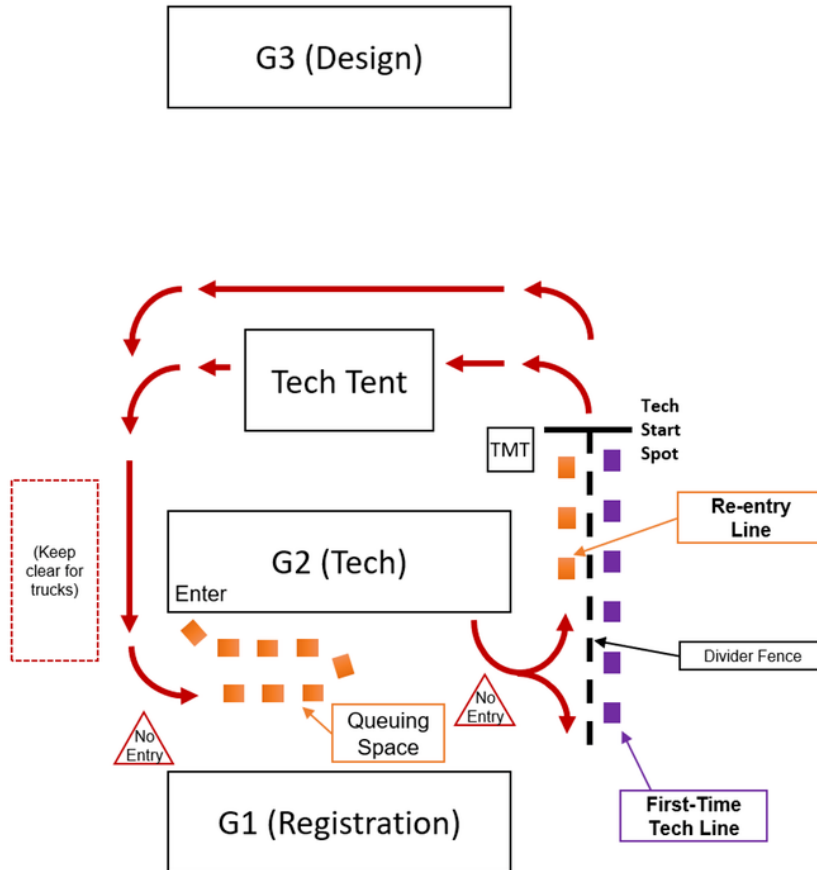 G3 (Design)
Tech Tent
Tech
Start
Spot
TMT
Re-entry
Line
(Keep
clear for
trucks)
G2 (Tech)
Enter
Divider Fence
No
Entry
Queuing
Space
No
Entry
G1 (Registration)
First-Time
Tech Line